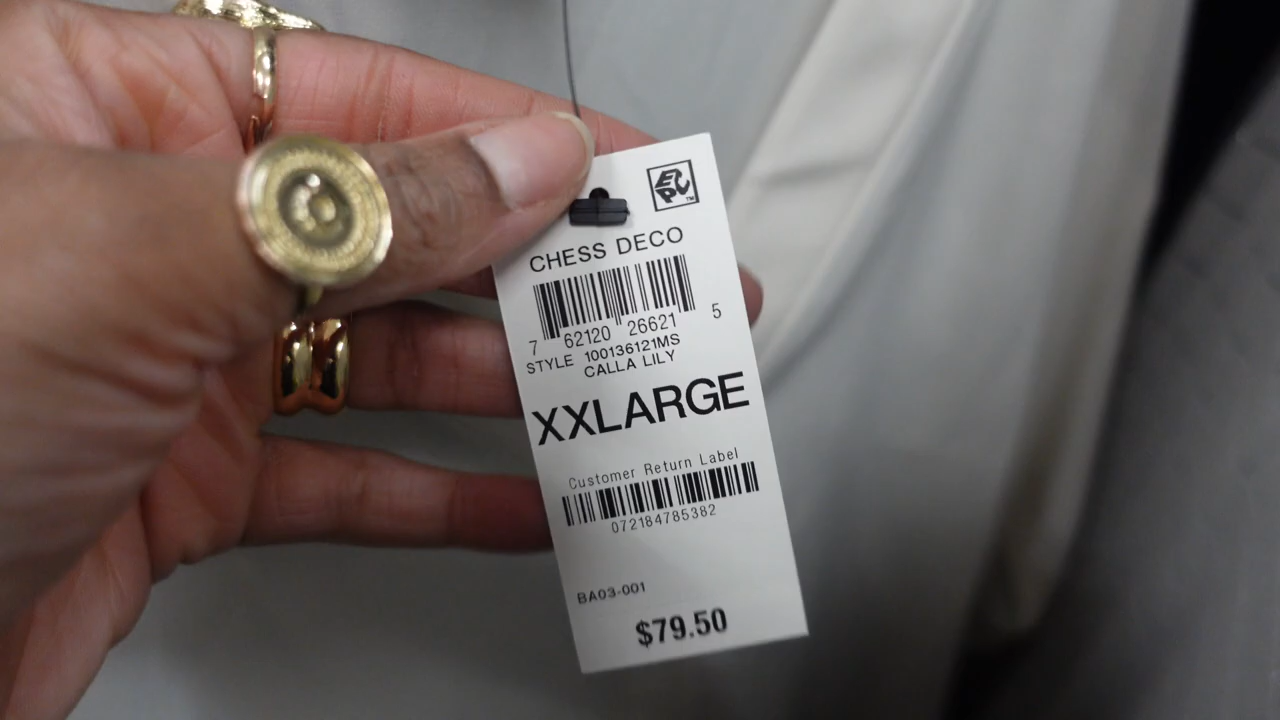 EPC™
CHESS DECO
7 62120 26621 5
STYLE 100136121MS
CALLA LILY
XXLARGE
Customer Return Label
072184785382
BA03-001
$79.50